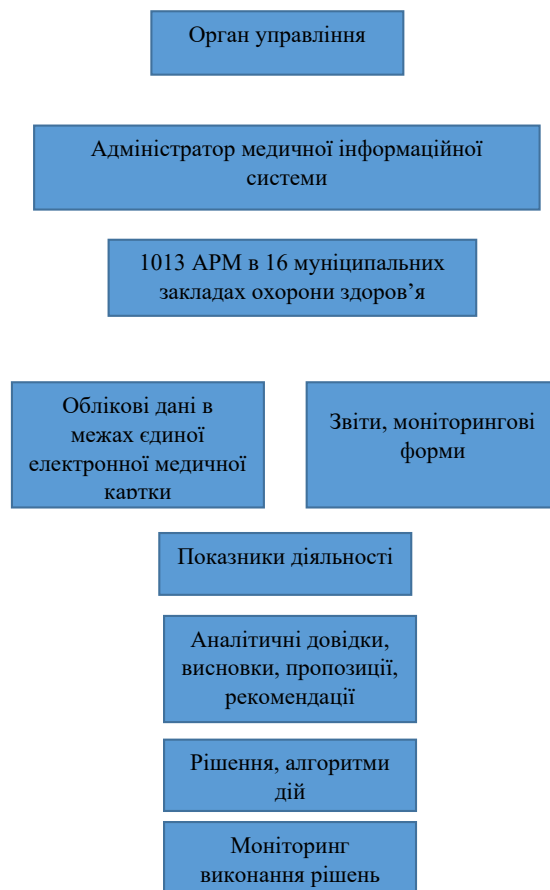 Орган управління
Адміністратор медичної інформаційної
системи
1013 АРМ в 16 муніципальних
закладах охорони здоров’я
Облікові дані в
межах єдиної
електронної медичної
картки
Звіти, моніторингові
форми
Показники діяльності
Аналітичні довідки,
висновки, пропозиції,
рекомендації
Рішення, алгоритми
дій
Моніторинг
виконання рішень